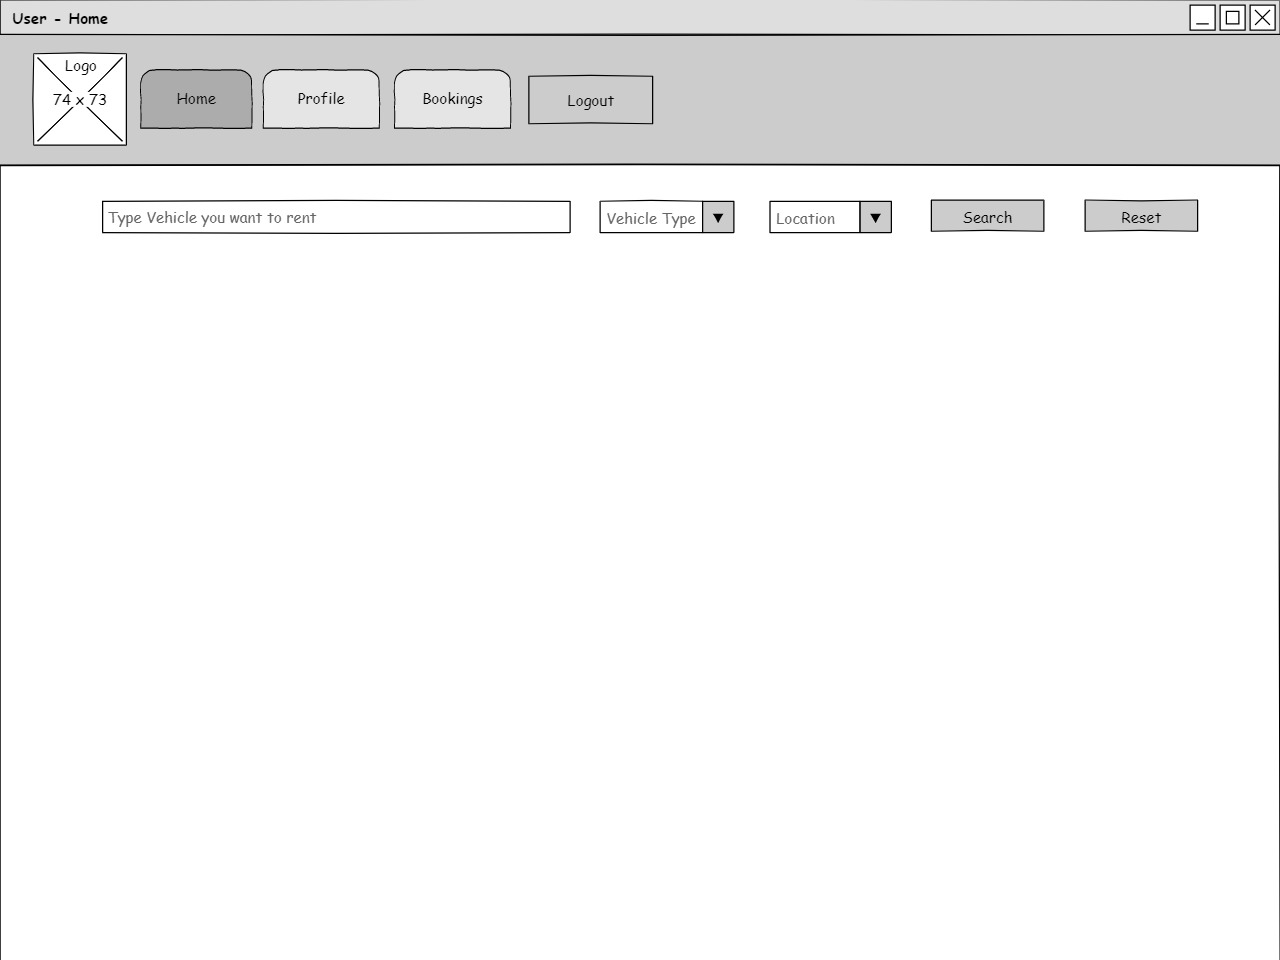 User - Home
Logo
74 x 73
Home
Profile
Bookings
Logout
Type Vehicle you want to rent
Vehicle Type
Location
Search
Reset